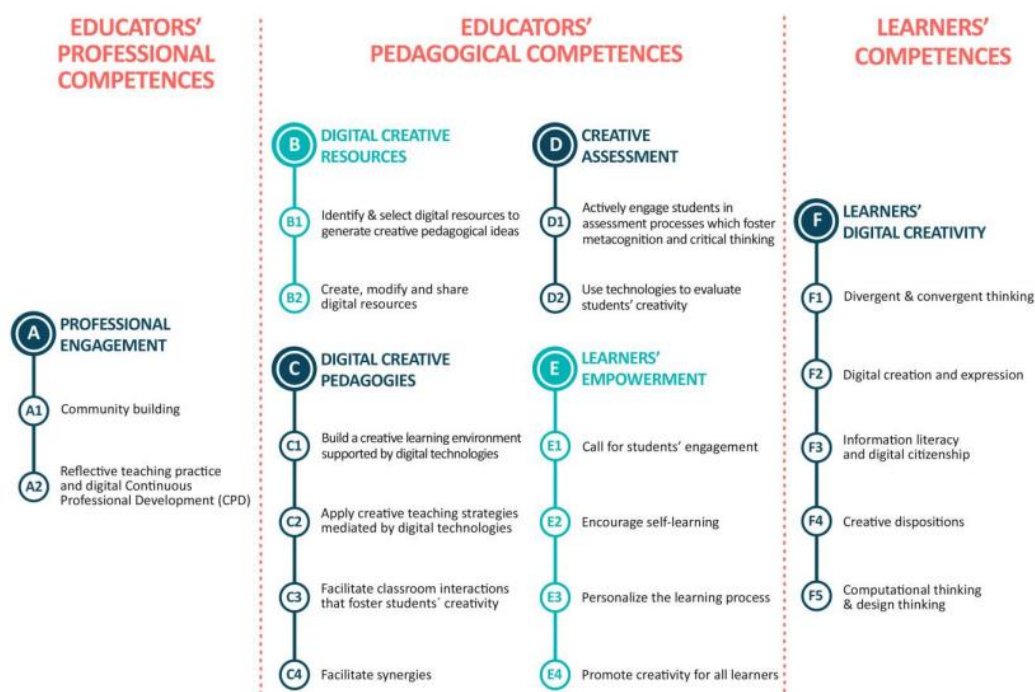 EDUCATORS'
PROFESSIONAL
COMPETENCES
A
PROFESSIONAL
ENGAGEMENT
A1
Community building
A2
Reflective teaching practice
and digital Continuous
Professional Development (CPD)
EDUCATORS'
PEDAGOGICAL COMPETENCES
B
DIGITAL CREATIVE
RESOURCES
B1
Identify & select digital resources to
generate creative pedagogical ideas
B2
Create, modify and share
digital resources
C
DIGITAL CREATIVE
PEDAGOGIES
C1
Build a creative learning environment
supported by digital technologies
C2
Apply creative teaching strategies
mediated by digital technologies
C3
Facilitate classroom interactions
that foster students´ creativity
C4
Facilitate synergies
D
CREATIVE
ASSESSMENT
D1
Actively engage students in
assessment processes which foster
metacognition and critical thinking
D2
Use technologies to evaluate
students' creativity
E
LEARNERS'
EMPOWERMENT
E1
Call for students' engagement
E2
Encourage self-learning
E3
Personalize the learning process
E4
Promote creativity for all learners
LEARNERS'
COMPETENCES
F
LEARNERS'
DIGITAL CREATIVITY
F1
Divergent & convergent thinking
F2
Digital creation and expression
F3
Information literacy
and digital citizenship
F4
Creative dispositions
F5
Computational thinking
& design thinking